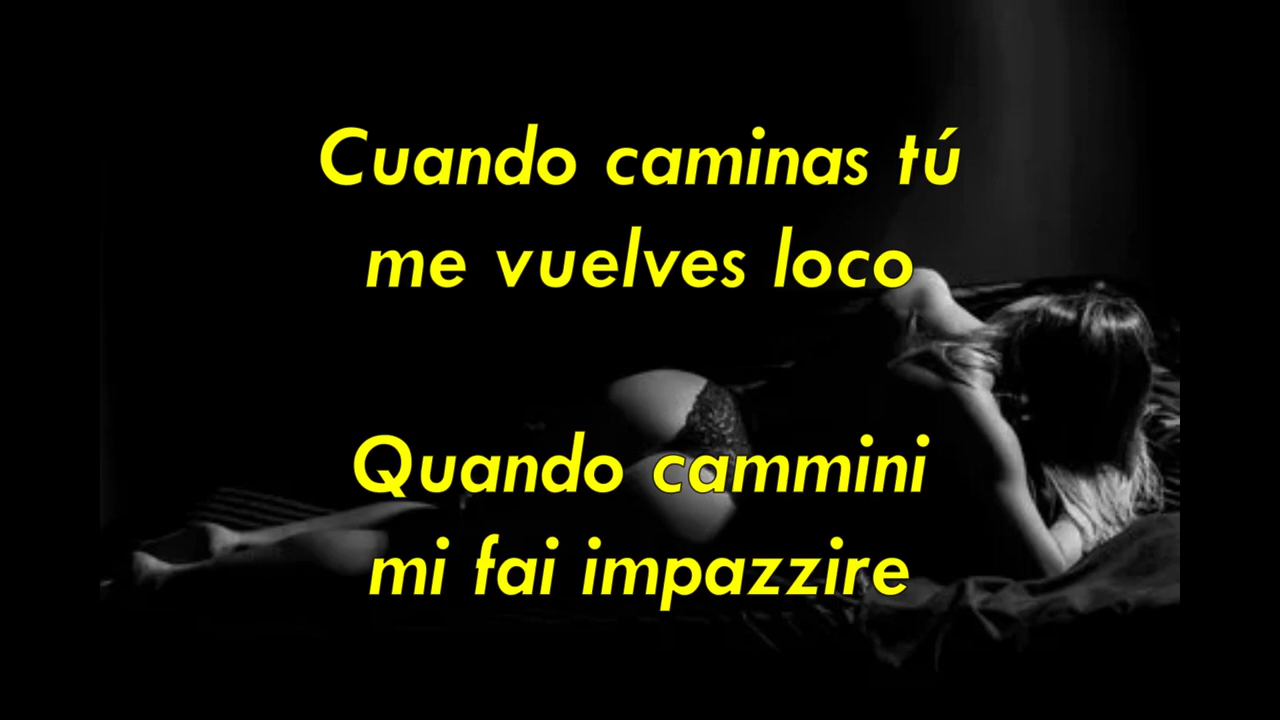 Cuando caminas tú
me vuelves loco
Quando cammini
mi fai impazzire